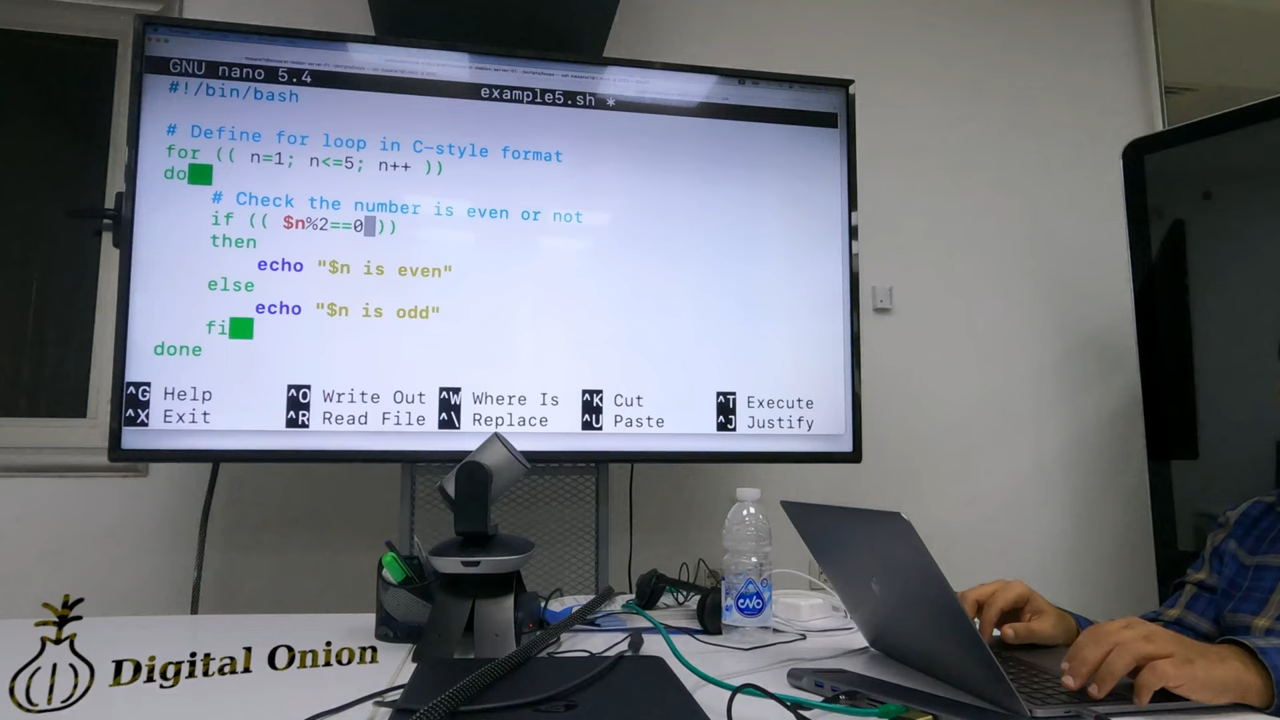 GNU nano 5.4
example5.sh *
#!/bin/bash
# Define for loop in C-style format
for (( n=1; n<=5; n++ ))
do
# Check the number is even or not
if (( $n%2==0 ))
then
echo "$n is even"
else
echo "$n is odd"
fi
done
^G Help ^O Write Out ^W Where Is ^K Cut ^T Execute
^X Exit ^R Read File ^\ Replace ^U Paste ^J Justify
Digital Onion